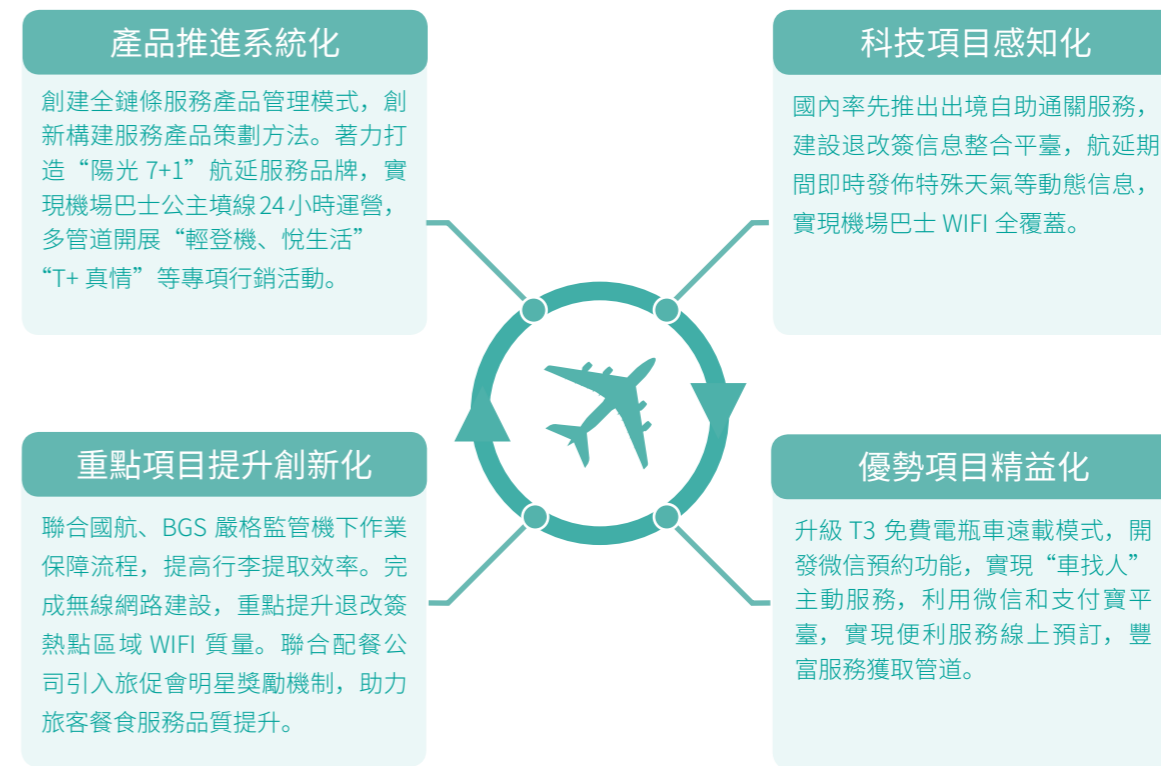 產品推進系統化
創建全鏈條服務產品管理模式，創
新構建服務產品策劃方法。著力打
造“陽光 7+1”航延服務品牌，實
現機場巴士公主墳線24小時運營，
多管道開展“輕登機、悅生活”
“T+ 真情”等專項行銷活動。
科技項目感知化
國內率先推出出境自助通關服務，
建設退改簽信息整合平臺，航延期
間即時發佈特殊天氣等動態信息，
實現機場巴士 WIFI 全覆蓋。
重點項目提升創新化
聯合國航、BGS 嚴格監管機下作業
保障流程，提高行李提取效率。完
成無線網路建設，重點提升退改簽
熱點區域 WIFI 質量。聯合配餐公
司引入旅促會明星獎勵機制，助力
旅客餐食服務品質提升。
優勢項目精益化
升級 T3 免費電瓶車遠載模式，開
發微信預約功能，實現“車找人”
主動服務，利用微信和支付寶平
臺，實現便利服務線上預訂，豐
富服務獲取管道。